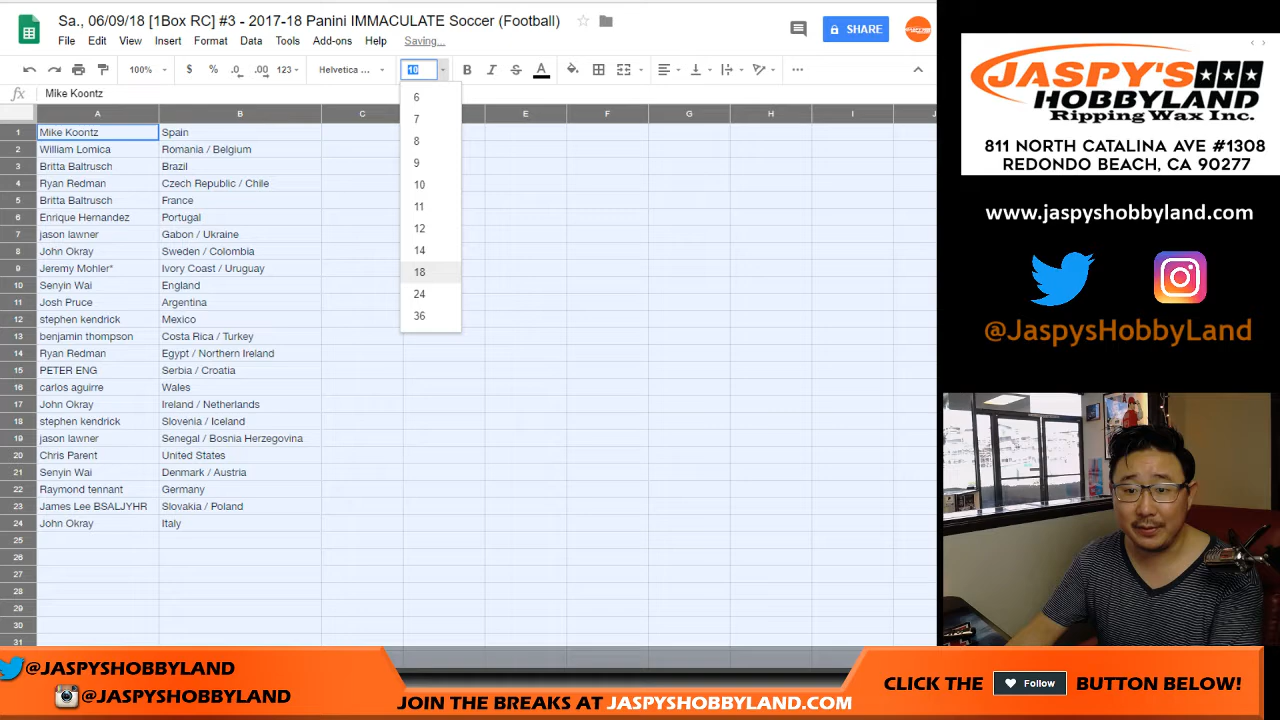 Sa., 06/09/18 [1Box RC] #3 - 2017-18 Panini IMMACULATE Soccer (Football)
File Edit View Insert Format Data Tools Add-ons Help Saving...
SHARE
100% $ % .0 .00 123 Helvetica ... 10 B I S A
fx Mike Koontz
A B C E F G H I J
1 Mike Koontz Spain
2 William Lomica Romania / Belgium
3 Britta Baltrusch Brazil
4 Ryan Redman Czech Republic / Chile
5 Britta Baltrusch France
6 Enrique Hernandez Portugal
7 jason lawner Gabon / Ukraine
8 John Okray Sweden / Colombia
9 Jeremy Mohler* Ivory Coast / Uruguay
10 Senyin Wai England
11 Josh Pruce Argentina
12 stephen kendrick Mexico
13 benjamin thompson Costa Rica / Turkey
14 Ryan Redman Egypt / Northern Ireland
15 PETER ENG Serbia / Croatia
16 carlos aguirre Wales
17 John Okray Ireland / Netherlands
18 stephen kendrick Slovenia / Iceland
19 jason lawner Senegal / Bosnia Herzegovina
20 Chris Parent United States
21 Senyin Wai Denmark / Austria
22 Raymond tennant Germany
23 James Lee BSALJYHR Slovakia / Poland
24 John Okray Italy
25
26
27
28
29
30
31
6
7
8
9
10
11
12
14
18
24
36
JASPY'S
HOBBYLAND
Ripping Wax Inc.
811 NORTH CATALINA AVE #1308
REDONDO BEACH, CA 90277
www.jaspyshobbyland.com
@JaspysHobbyLand
@JASPYSHOBBYLAND
@JASPYSHOBBYLAND
JOIN THE BREAKS AT JASPYSHOBBYLAND.COM
CLICK THE Follow BUTTON BELOW!